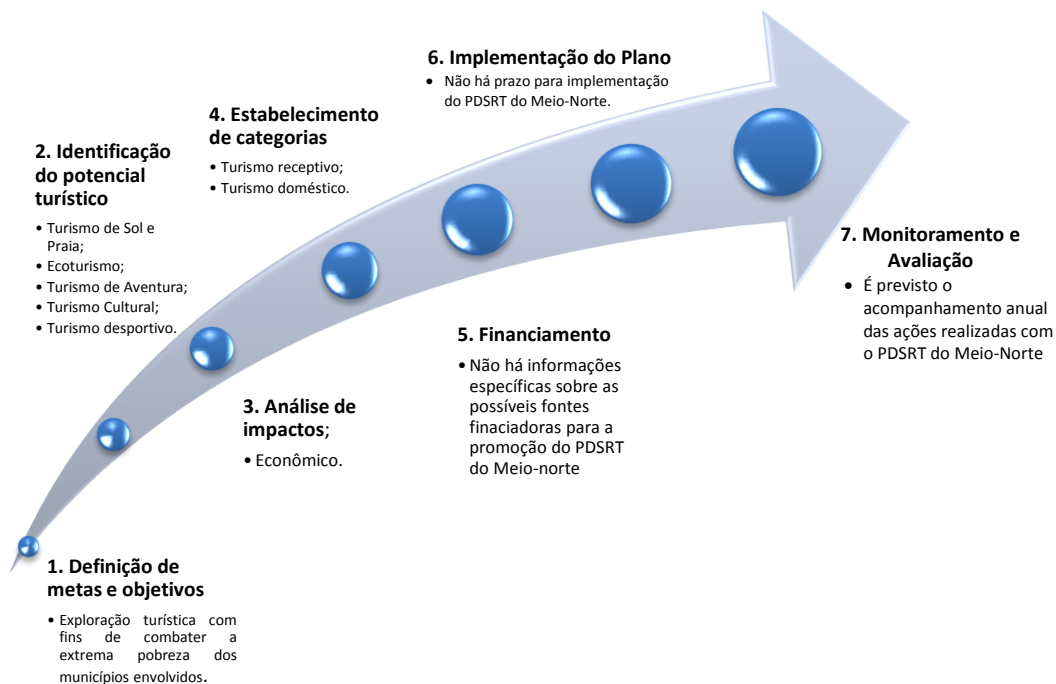 1. Definição de
metas e objetivos
• Exploração turística com
fins de combater a
extrema pobreza dos
municípios envolvidos.
2. Identificação
do potencial
turístico
• Turismo de Sol e
Praia;
• Ecoturismo;
• Turismo de Aventura;
• Turismo Cultural;
• Turismo desportivo.
3. Análise de
impactos;
• Econômico.
4. Estabelecimento
de categorias
• Turismo receptivo;
• Turismo doméstico.
5. Financiamento
• Não há informações
específicas sobre as
possíveis fontes
finaciadoras para a
promoção do PDSRT
do Meio-norte
6. Implementação do Plano
• Não há prazo para implementação
do PDSRT do Meio-Norte.
7. Monitoramento e
Avaliação
• É previsto o
acompanhamento anual
das ações realizadas com
o PDSRT do Meio-Norte